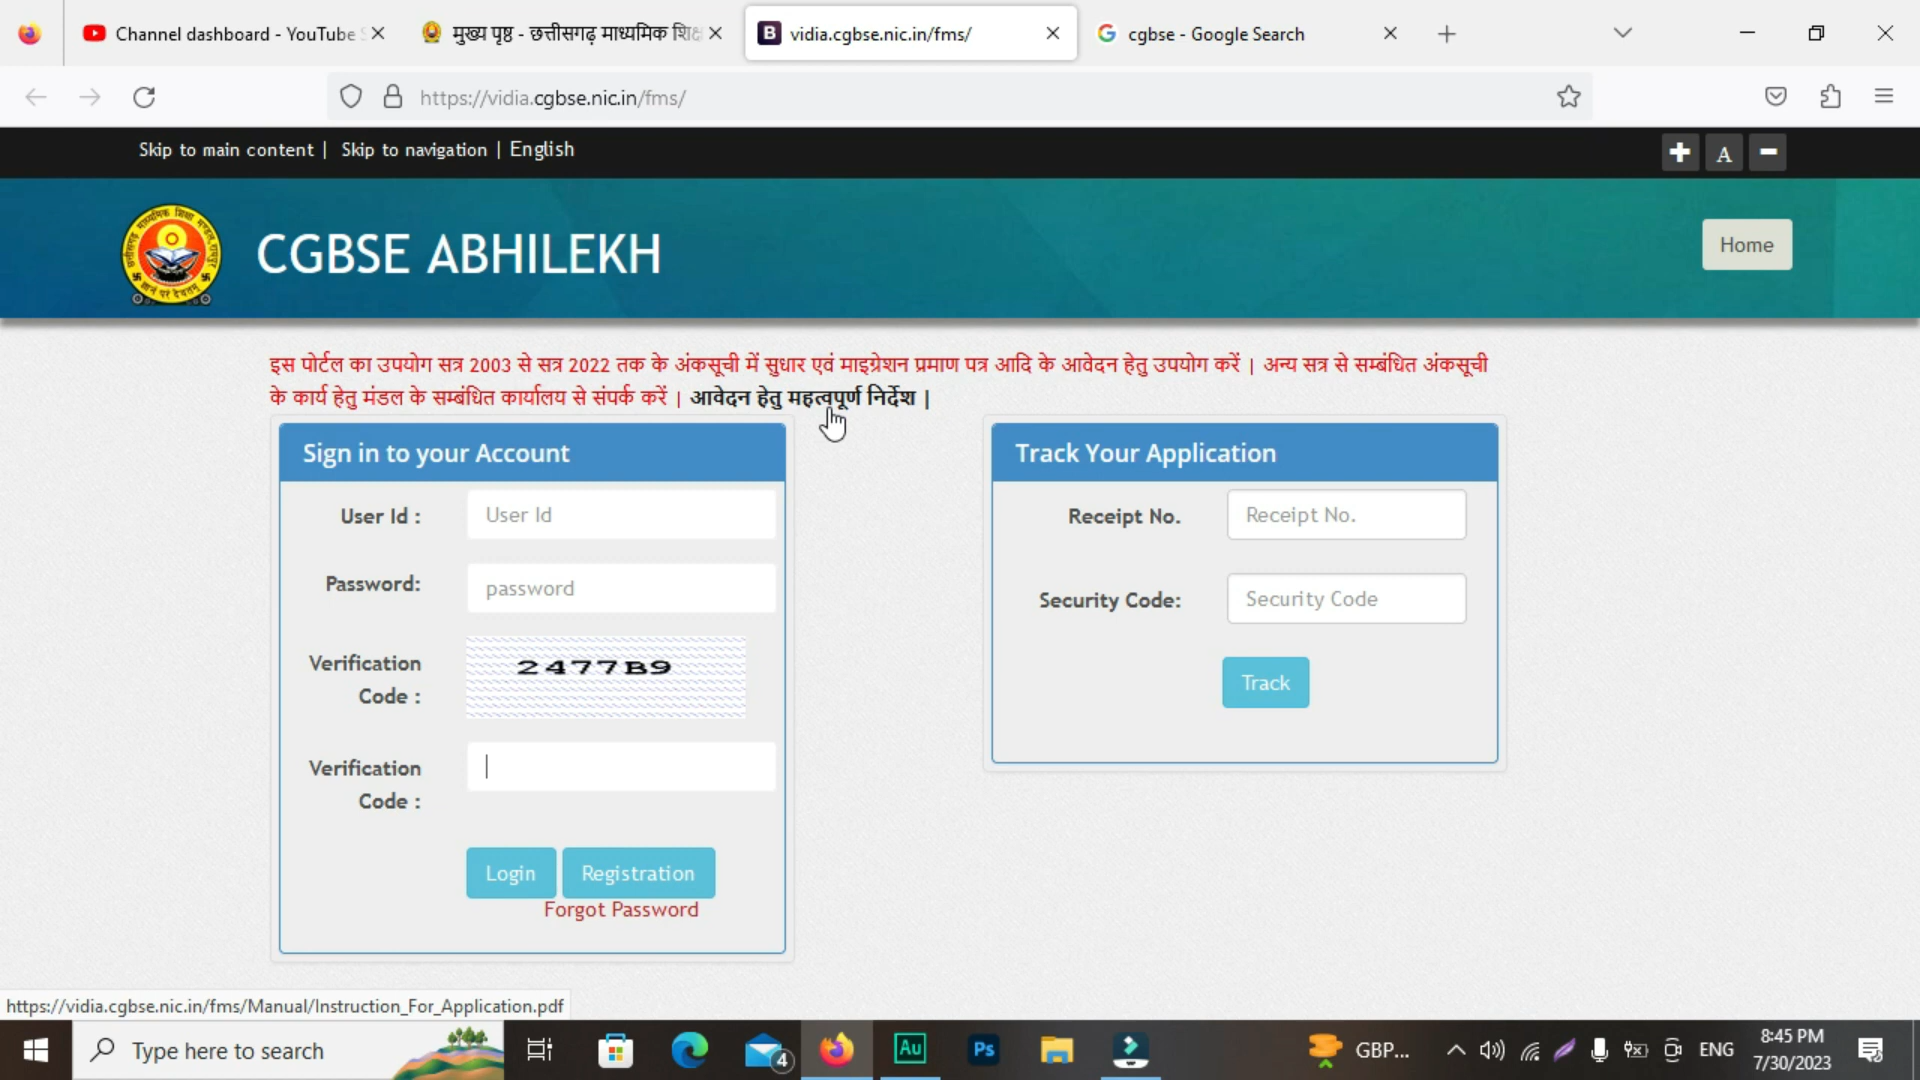 Channel dashboard - YouTube S
मुख्य पृष्ठ - छत्तीसगढ़ माध्यमिक शिक्ष
B vidia.cgbse.nic.in/fms/
G cgbse - Google Search
https://vidia.cgbse.nic.in/fms/
Skip to main content | Skip to navigation | English
A
CGBSE ABHILEKH
Home
इस पोर्टल का उपयोग सत्र 2003 से सत्र 2022 तक के अंकसूची में सुधार एवं माइग्रेशन प्रमाण पत्र आदि के आवेदन हेतु उपयोग करें | अन्य सत्र से सम्बंधित अंकसूची
के कार्य हेतु मंडल के सम्बंधित कार्यालय से संपर्क करें | आवेदन हेतु महत्वपूर्ण निर्देश |
Sign in to your Account
User Id :
User Id
Password:
password
Verification
Code :
2477B9
Verification
Code :
Login
Registration
Forgot Password
Track Your Application
Receipt No.
Receipt No.
Security Code:
Security Code
Track
https://vidia.cgbse.nic.in/fms/Manual/Instruction_For_Application.pdf
Type here to search
4
Au
Ps
GBP...
ENG
8:45 PM
7/30/2023